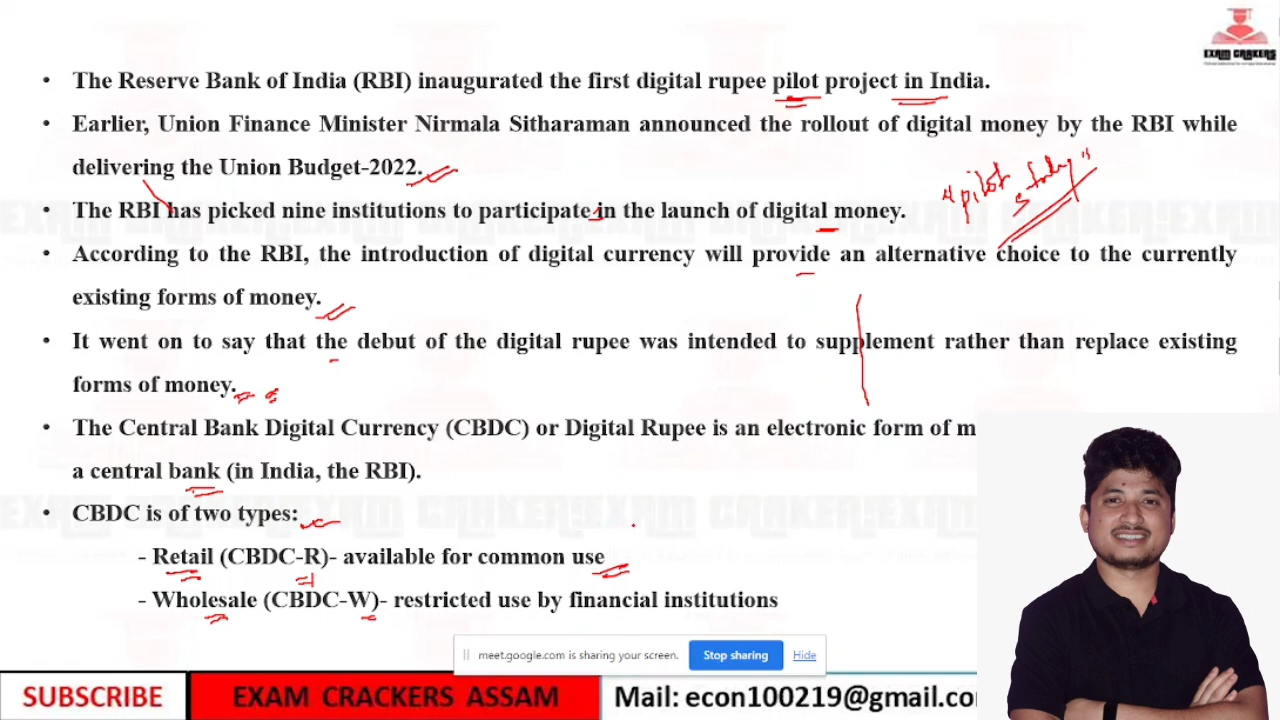 EXAM CRAKERS
• The Reserve Bank of India (RBI) inaugurated the first digital rupee pilot project in India.
• Earlier, Union Finance Minister Nirmala Sitharaman announced the rollout of digital money by the RBI while
delivering the Union Budget-2022.
"pilot study"
• The RBI has picked nine institutions to participate in the launch of digital money.
• According to the RBI, the introduction of digital currency will provide an alternative choice to the currently
existing forms of money.
• It went on to say that the debut of the digital rupee was intended to supplement rather than replace existing
forms of money.
• The Central Bank Digital Currency (CBDC) or Digital Rupee is an electronic form of m
a central bank (in India, the RBI).
• CBDC is of two types:
- Retail (CBDC-R)- available for common use
- Wholesale (CBDC-W)- restricted use by financial institutions
meet.google.com is sharing your screen. Stop sharing Hide
SUBSCRIBE EXAM CRACKERS ASSAM Mail: econ100219@gmail.co